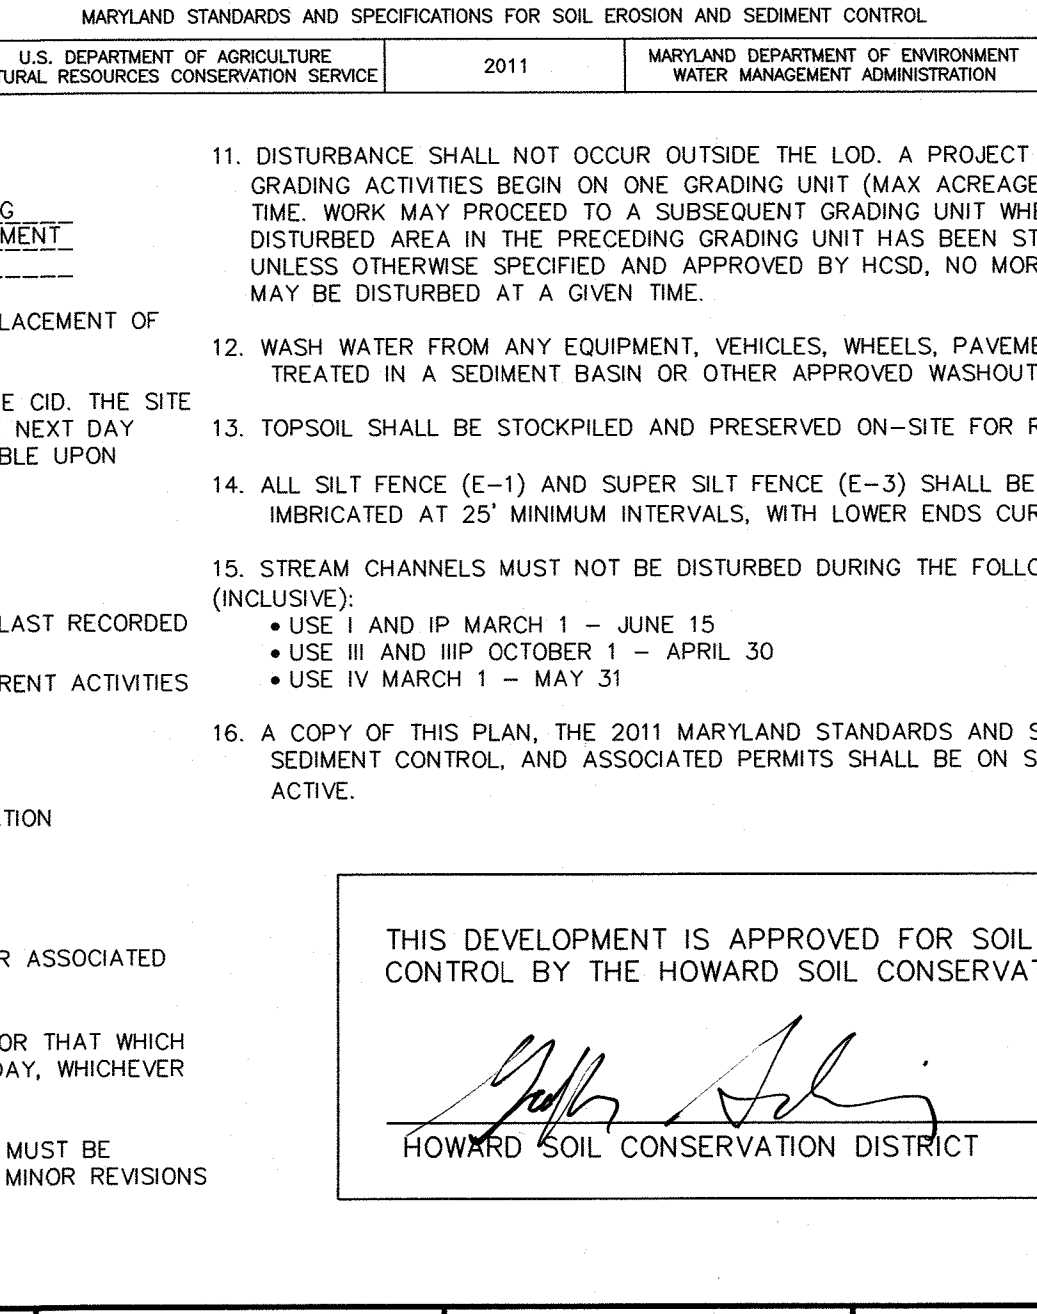 MARYLAND STANDARDS AND SPECIFICATIONS FOR SOIL EROSION AND SEDIMENT CONTROL
U.S. DEPARTMENT OF AGRICULTURE
TURAL RESOURCES CONSERVATION SERVICE
2011
MARYLAND DEPARTMENT OF ENVIRONMENT
WATER MANAGEMENT ADMINISTRATION
G
MENT
LACEMENT OF
E CID. THE SITE
NEXT DAY
BLE UPON
LAST RECORDED
RENT ACTIVITIES
TION
R ASSOCIATED
OR THAT WHICH
DAY, WHICHEVER
MUST BE
MINOR REVISIONS
11. DISTURBANCE SHALL NOT OCCUR OUTSIDE THE LOD. A PROJECT
GRADING ACTIVITIES BEGIN ON ONE GRADING UNIT (MAX ACREAGE
TIME. WORK MAY PROCEED TO A SUBSEQUENT GRADING UNIT WHE
DISTURBED AREA IN THE PRECEDING GRADING UNIT HAS BEEN ST
UNLESS OTHERWISE SPECIFIED AND APPROVED BY HCSD, NO MOR
MAY BE DISTURBED AT A GIVEN TIME.
12. WASH WATER FROM ANY EQUIPMENT, VEHICLES, WHEELS, PAVEME
TREATED IN A SEDIMENT BASIN OR OTHER APPROVED WASHOUT
13. TOPSOIL SHALL BE STOCKPILED AND PRESERVED ON-SITE FOR R
14. ALL SILT FENCE (E-1) AND SUPER SILT FENCE (E-3) SHALL BE
IMBRICATED AT 25' MINIMUM INTERVALS, WITH LOWER ENDS CUR
15. STREAM CHANNELS MUST NOT BE DISTURBED DURING THE FOLLO
(INCLUSIVE):
• USE I AND IP MARCH 1 - JUNE 15
• USE III AND IIIP OCTOBER 1 - APRIL 30
• USE IV MARCH 1 - MAY 31
16. A COPY OF THIS PLAN, THE 2011 MARYLAND STANDARDS AND S
SEDIMENT CONTROL, AND ASSOCIATED PERMITS SHALL BE ON S
ACTIVE.
THIS DEVELOPMENT IS APPROVED FOR SOIL
CONTROL BY THE HOWARD SOIL CONSERVAT
HOWARD SOIL CONSERVATION DISTRICT